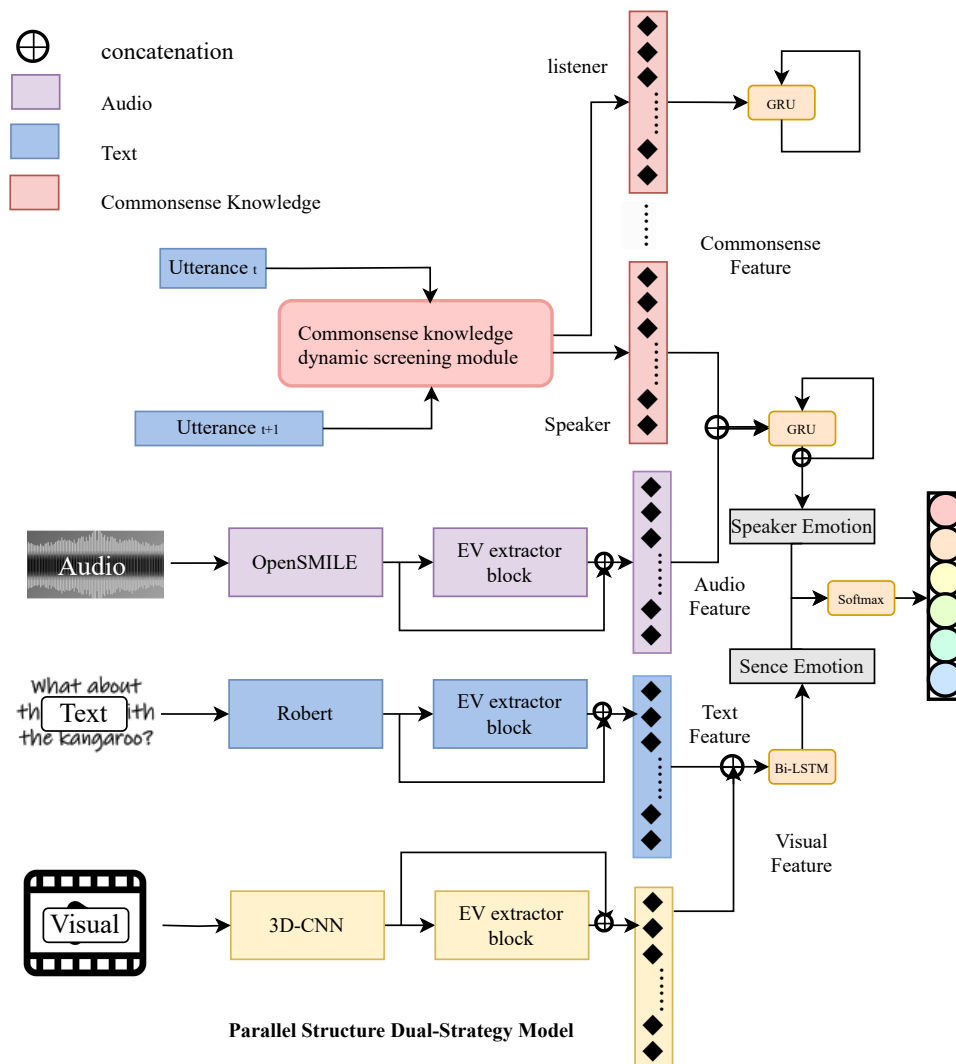 concatenation
Audio
Text
Commonsense Knowledge
listener
GRU
Commonsense
Feature
Utterance t
Commonsense knowledge
dynamic screening module
Utterance t+1
Speaker
GRU
Speaker Emotion
Audio
OpenSMILE
EV extractor
block
Audio
Feature
Softmax
Sence Emotion
What about
th Text ith
the kangaroo?
Robert
EV extractor
block
Text
Feature
Bi-LSTM
Visual
Feature
Visual
3D-CNN
EV extractor
block
Parallel Structure Dual-Strategy Model